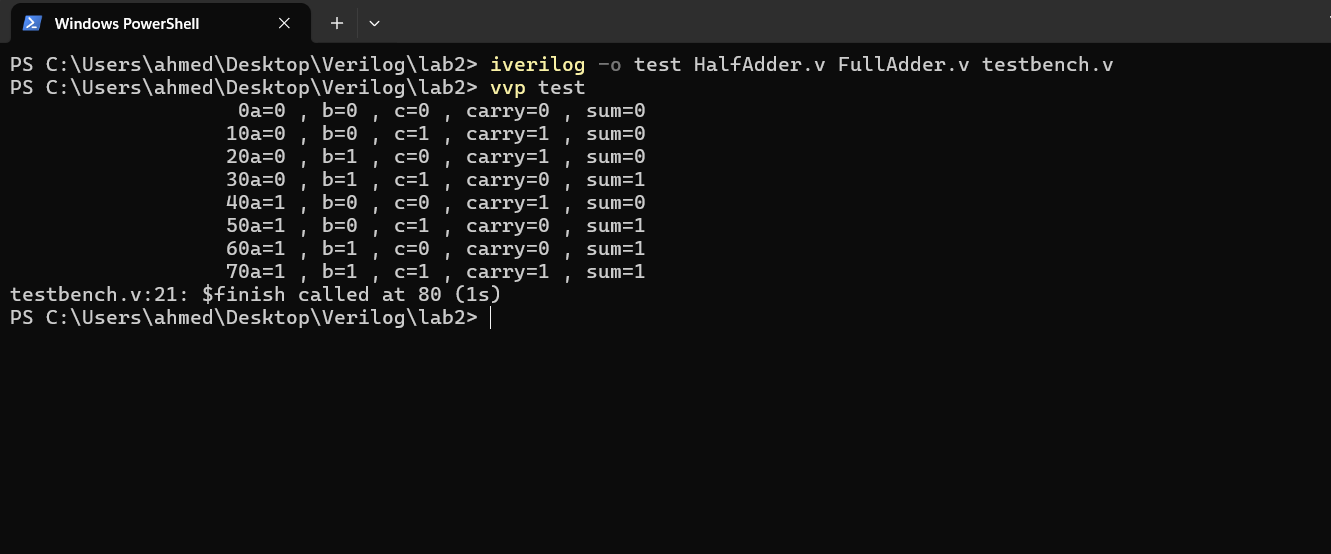 Windows PowerShell
PS C:\Users\ahmed\Desktop\Verilog\lab2> iverilog -o test HalfAdder.v FullAdder.v testbench.v
PS C:\Users\ahmed\Desktop\Verilog\lab2> vvp test
                   0a=0 , b=0 , c=0 , carry=0 , sum=0
                  10a=0 , b=0 , c=1 , carry=1 , sum=0
                  20a=0 , b=1 , c=0 , carry=1 , sum=0
                  30a=0 , b=1 , c=1 , carry=0 , sum=1
                  40a=1 , b=0 , c=0 , carry=1 , sum=0
                  50a=1 , b=0 , c=1 , carry=0 , sum=1
                  60a=1 , b=1 , c=0 , carry=0 , sum=1
                  70a=1 , b=1 , c=1 , carry=1 , sum=1
testbench.v:21: $finish called at 80 (1s)
PS C:\Users\ahmed\Desktop\Verilog\lab2>